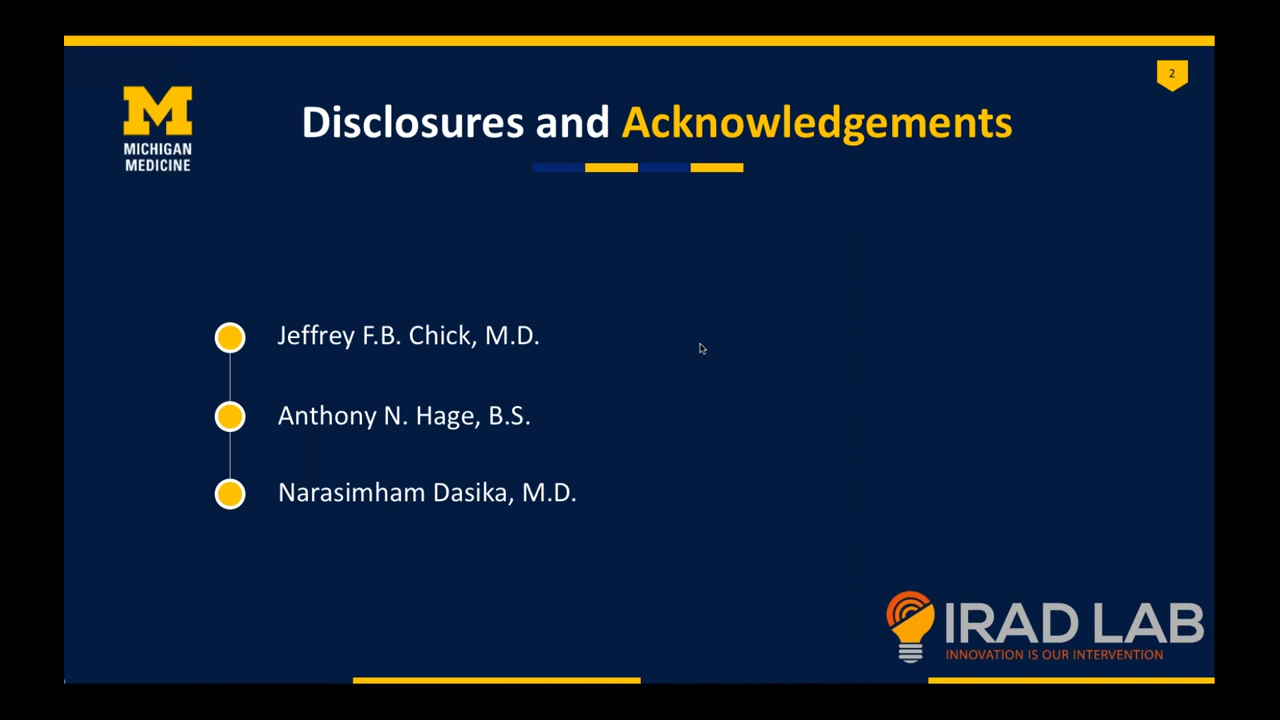 2
MICHIGAN
MEDICINE
Disclosures and Acknowledgements
Jeffrey F.B. Chick, M.D.
Anthony N. Hage, B.S.
Narasimham Dasika, M.D.
IRAD LAB
INNOVATION IS OUR INTERVENTION